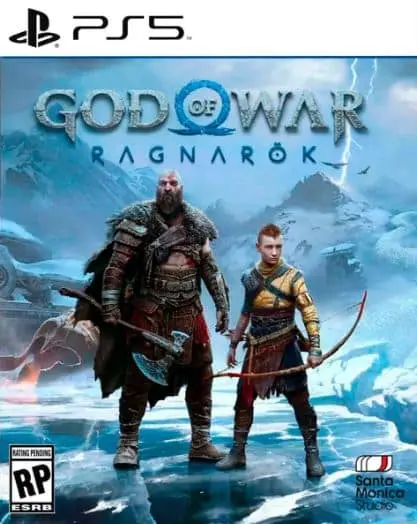 PS5
GOD OF WAR
RAGNARÖK
RATING PENDING
RP
ESRB
Santa
Monica
Studio